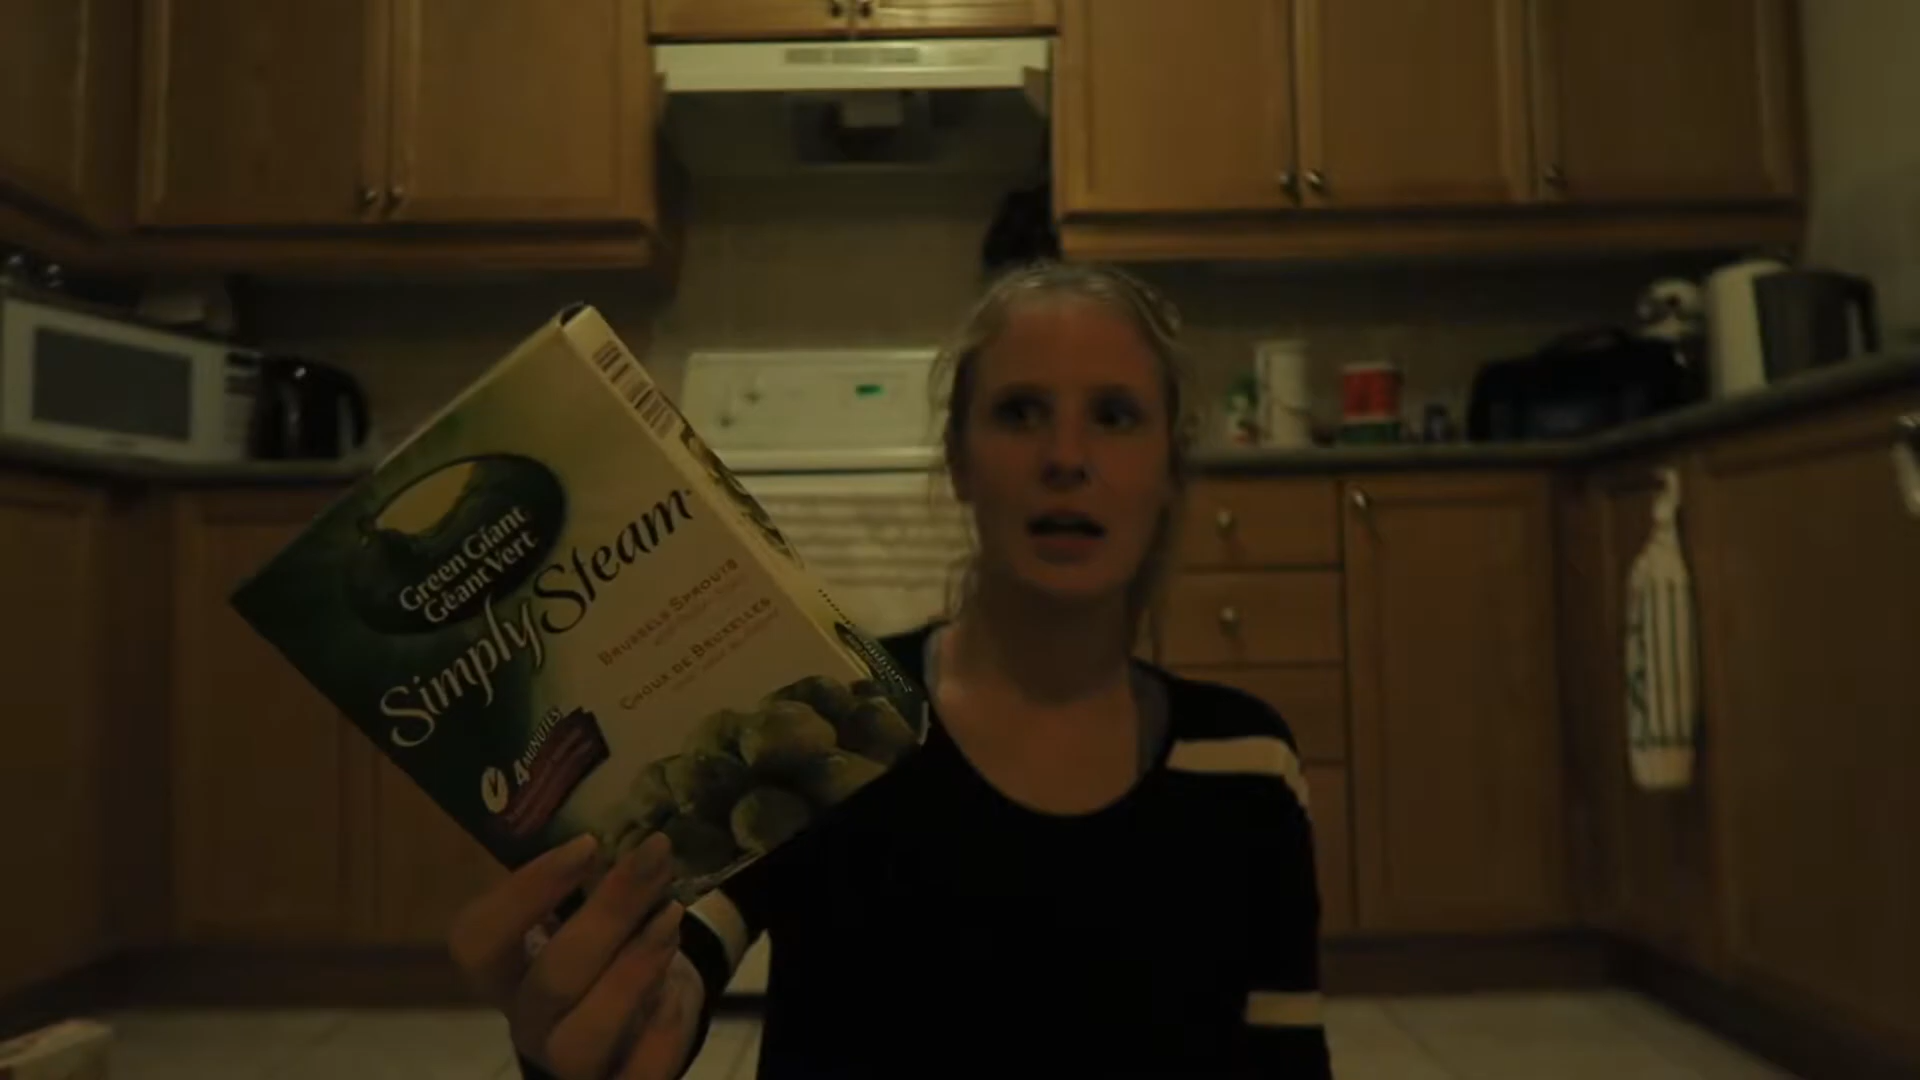 Green Giant
Géant Vert
Simply Steam
BRUSSELS SPROUTS
CHOUX DE BRUXELLES
4 MINUTES